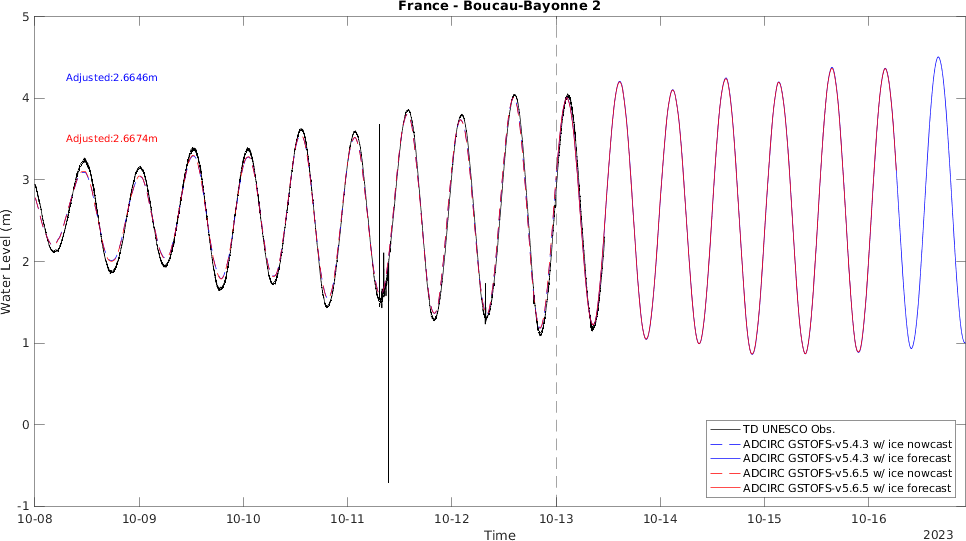 France - Boucau-Bayonne 2
5
4
3
2
1
0
-1
Water Level (m)
Adjusted:2.6646m
Adjusted:2.6674m
TD UNESCO Obs.
ADCIRC GSTOFS-v5.4.3 w/ ice nowcast
ADCIRC GSTOFS-v5.4.3 w/ ice forecast
ADCIRC GSTOFS-v5.6.5 w/ ice nowcast
ADCIRC GSTOFS-v5.6.5 w/ ice forecast
10-08 10-09 10-10 10-11 10-12 10-13 10-14 10-15 10-16
Time
2023